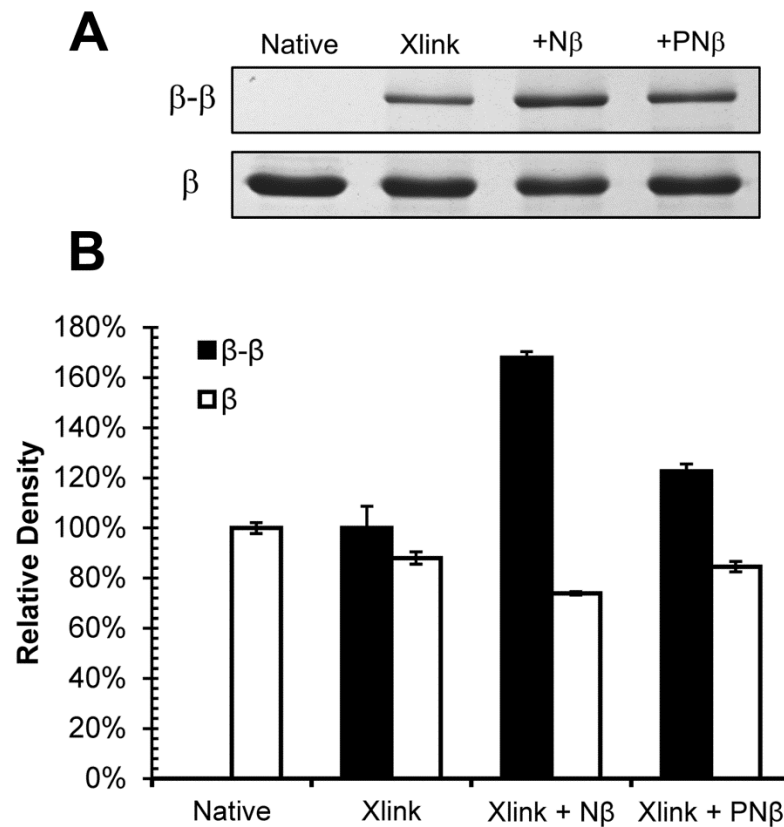 A
Native Xlink +Nβ +PNβ
β-β
β
B
180%
160%
140%
120%
100%
80%
60%
40%
20%
0%
Relative Density
β-β
β
Native Xlink Xlink + Nβ Xlink + PNβ